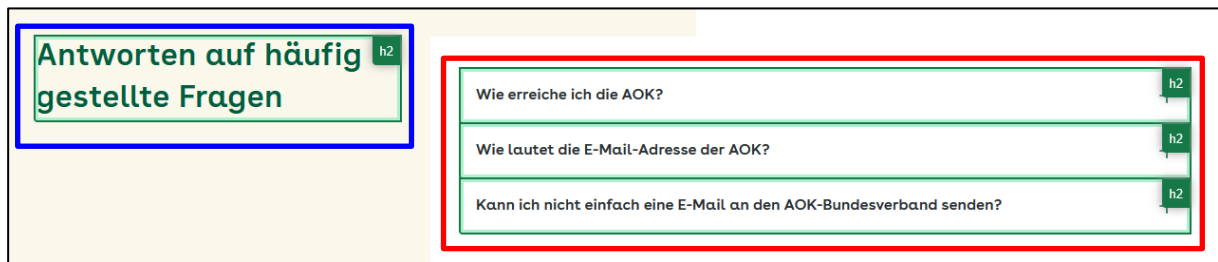 Antworten auf häufig
gestellte Fragen
h2
Wie erreiche ich die AOK?
h2
Wie lautet die E-Mail-Adresse der AOK?
h2
Kann ich nicht einfach eine E-Mail an den AOK-Bundesverband senden?
h2